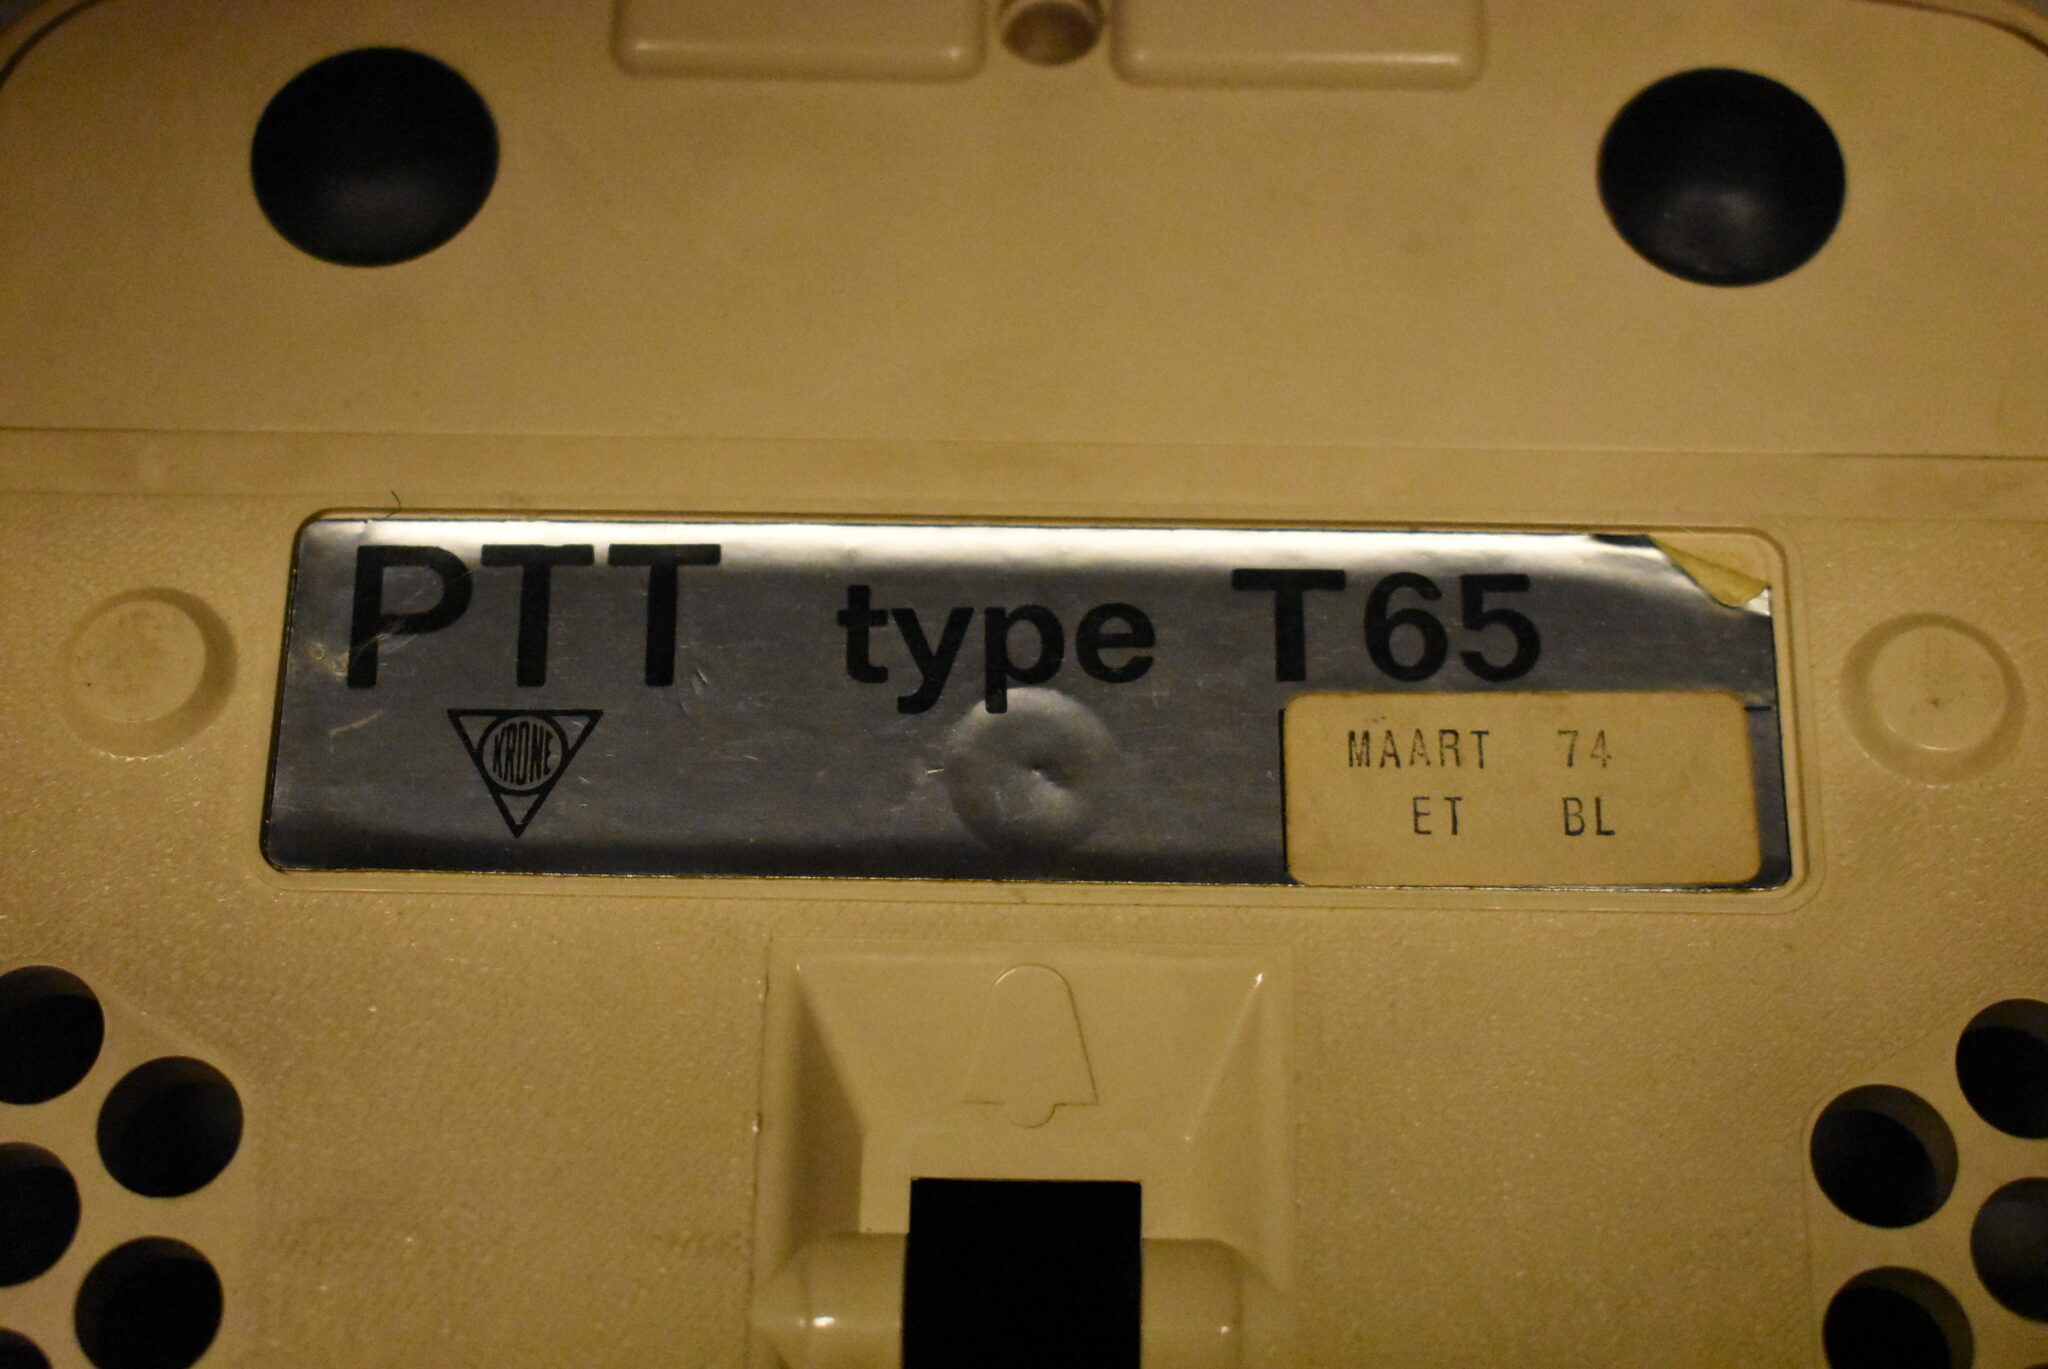 PTT type T65
KRONE
MAART 74
ET BL